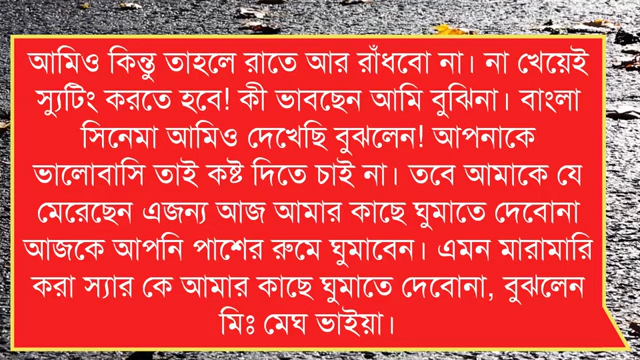 আমিও কিন্তু তাহলে রাতে আর রাঁধবো না। না খেয়েই
স্যুটিং করতে হবে! কী ভাবছেন আমি বুঝিনা। বাংলা
সিনেমা আমিও দেখেছি বুঝলেন! আপনাকে
ভালোবাসি তাই কষ্ট দিতে চাই না। তবে আমাকে যে
মেরেছেন এজন্য আজ আমার কাছে ঘুমাতে দেবোনা
আজকে আপনি পাশের রুমে ঘুমাবেন। এমন মারামারি
করা স্যার কে আমার কাছে ঘুমাতে দেবোনা, বুঝলেন
মিঃ মেঘ ভাইয়া।